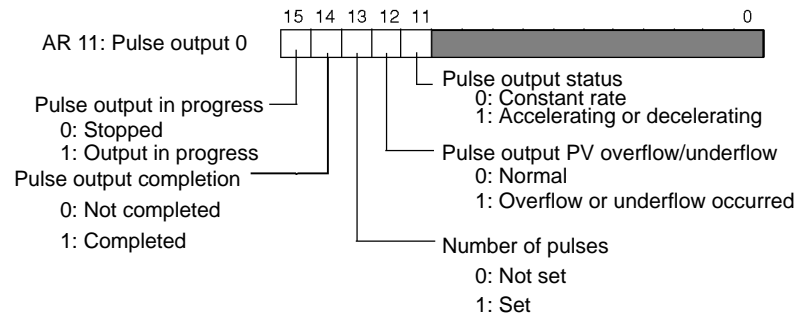 15 14 13 12 11 0
AR 11: Pulse output 0
Pulse output status
0: Constant rate
1: Accelerating or decelerating
Pulse output in progress
0: Stopped
1: Output in progress
Pulse output PV overflow/underflow
0: Normal
1: Overflow or underflow occurred
Pulse output completion
0: Not completed
1: Completed
Number of pulses
0: Not set
1: Set